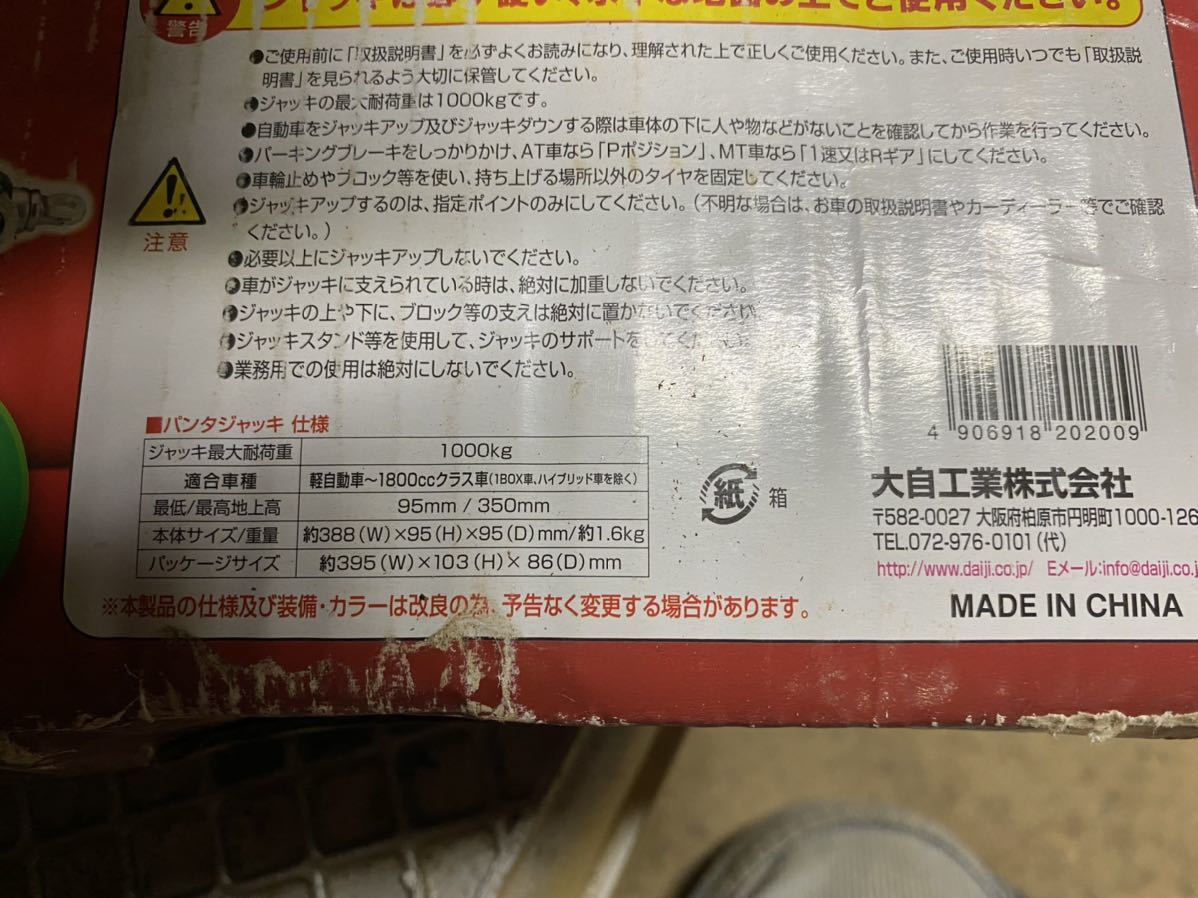 警告
ご使用ください。
●ご使用前に「取扱説明書」を必ずよくお読みになり、理解された上で正しくご使用ください。また、ご使用時いつでも「取扱説
明書」を見られるよう大切に保管してください。
●ジャッキの最大耐荷重は1000kgです。
●自動車をジャッキアップ及びジャッキダウンする際は車体の下に人や物などがないことを確認してから作業を行ってください。
●パーキングブレーキをしっかりかけ、AT車なら「Pポジション」、MT車なら「1速又はRギア」にしてください。
●車輪止めやブロック等を使い、持ち上げる場所以外のタイヤを固定してください。
●ジャッキアップするのは、指定ポイントのみにしてください。(不明な場合は、お車の取扱説明書やカーディーラー等でご確認
ください。)
●必要以上にジャッキアップしないでください。
●車がジャッキに支えられている時は、絶対に加重しないでください。
●ジャッキの上や下に、ブロック等の支えは絶対に置かないでください。
●ジャッキスタンド等を使用して、ジャッキのサポートをしてください。
●業務用での使用は絶対にしないでください。
注意
■パンタジャッキ 仕様
ジャッキ最大耐荷重 1000kg
適合車種 軽自動車~1800ccクラス車(1BOX車、ハイブリッド車を除く)
最低/最高地上高 95mm / 350mm
本体サイズ/重量 約388(W)×95(H)×95(D)mm/約1.6kg
パッケージサイズ 約395(W)×103(H)×86(D)mm
※本製品の仕様及び装備・カラーは改良の為、予告なく変更する場合があります。
紙 箱
4 906918 202009
大自工業株式会社
〒582-0027 大阪府柏原市円明町1000-126
TEL.072-976-0101(代)
http://www.daiji.co.jp/ Eメール:info@daiji.co.j
MADE IN CHINA